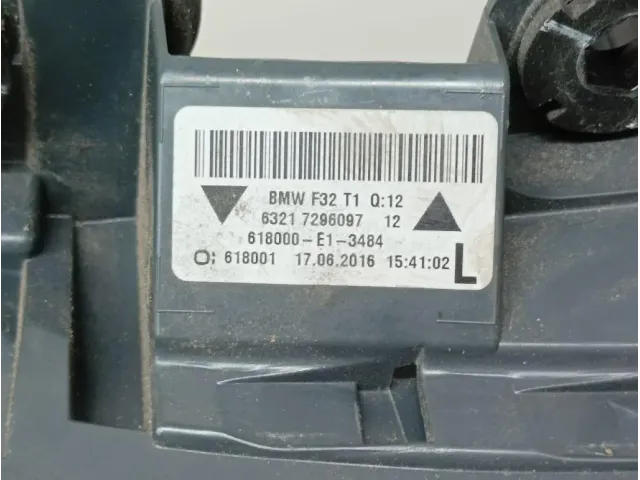 BMW F32 T1 Q:12
6321 7296097 12
618000-E1-3484
O; 618001 17.06.2016 15:41:02 L